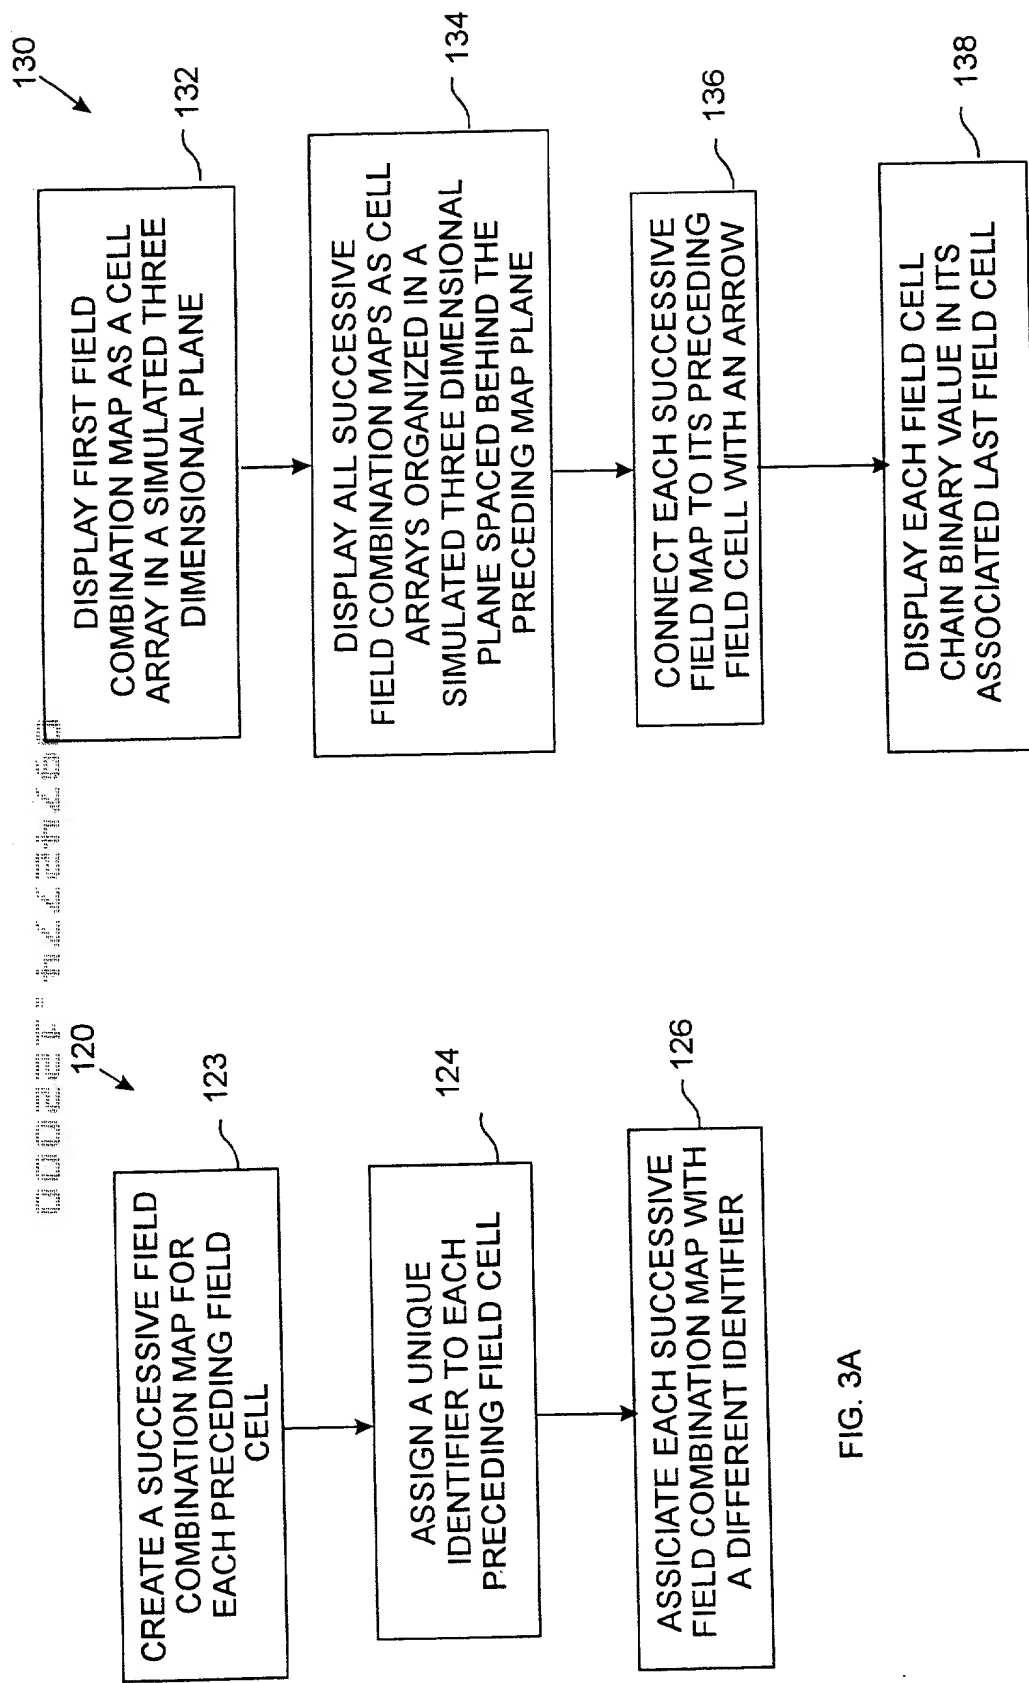 120
CREATE A SUCCESSIVE FIELD
COMBINATION MAP FOR
EACH PRECEDING FIELD
CELL
123
ASSIGN A UNIQUE
IDENTIFIER TO EACH
PRECEDING FIELD CELL
124
ASSICIATE EACH SUCCESSIVE
FIELD COMBINATION MAP WITH
A DIFFERENT IDENTIFIER
126
FIG. 3A
130
DISPLAY FIRST FIELD
COMBINATION MAP AS A CELL
ARRAY IN A SIMULATED THREE
DIMENSIONAL PLANE
132
DISPLAY ALL SUCCESSIVE
FIELD COMBINATION MAPS AS CELL
ARRAYS ORGANIZED IN A
SIMULATED THREE DIMENSIONAL
PLANE SPACED BEHIND THE
PRECEDING MAP PLANE
134
CONNECT EACH SUCCESSIVE
FIELD MAP TO ITS PRECEDING
FIELD CELL WITH AN ARROW
136
DISPLAY EACH FIELD CELL
CHAIN BINARY VALUE IN ITS
ASSOCIATED LAST FIELD CELL
138